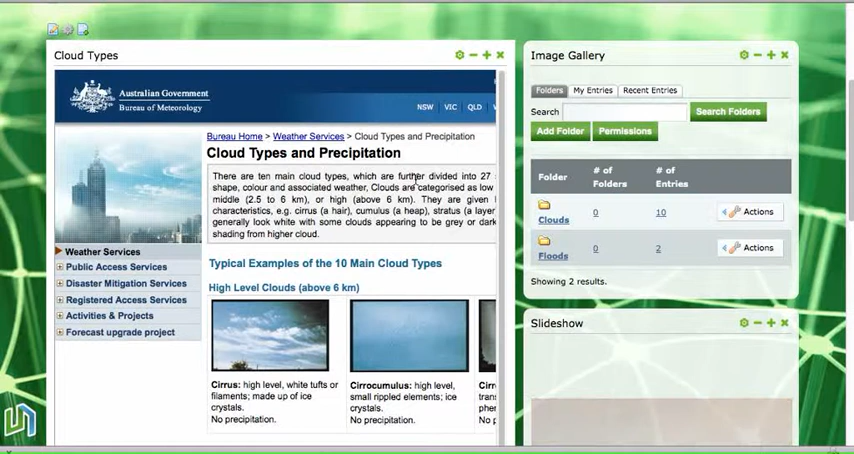 Cloud Types
Australian Government
Bureau of Meteorology
NSW VIC QLD
Bureau Home > Weather Services > Cloud Types and Precipitation
Cloud Types and Precipitation
There are ten main cloud types, which are further divided into 27
shape, colour and associated weather, Clouds are categorised as low
middle (2.5 to 6 km), or high (above 6 km). They are given
characteristics, e.g. cirrus (a hair), cumulus (a heap), stratus (a layer
generally look white with some clouds appearing to be grey or dark
shading from higher cloud.
Weather Services
Public Access Services
Disaster Mitigation Services
Registered Access Services
Activities & Projects
Forecast upgrade project
Typical Examples of the 10 Main Cloud Types
High Level Clouds (above 6 km)
Cirrus: high level, white tufts or
filaments; made up of ice
crystals.
No precipitation.
Cirrocumulus: high level,
small rippled elements; ice
crystals.
No precipitation.
Cirr
tran
phe
No p
Image Gallery
Folders My Entries Recent Entries
Search Search Folders
Add Folder Permissions
Folder # of Folders # of Entries
Clouds 0 10 Actions
Floods 0 2 Actions
Showing 2 results.
Slideshow